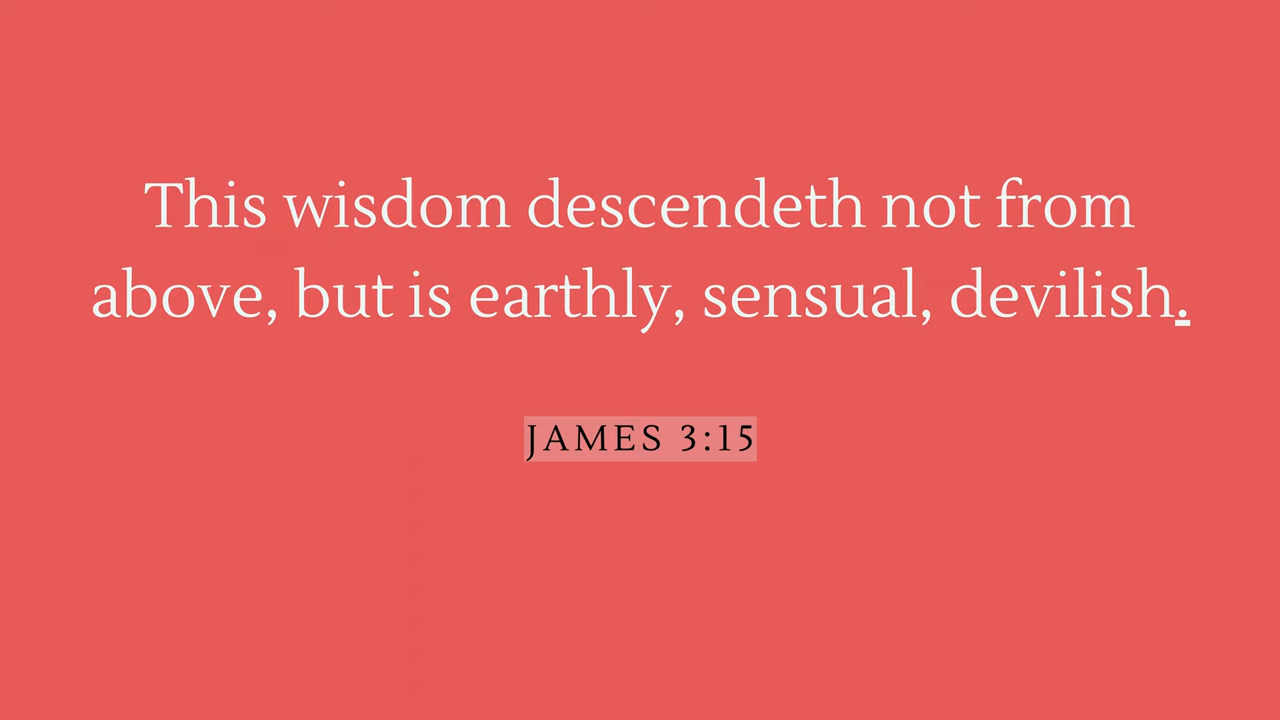 This wisdom descendeth not from
above, but is earthly, sensual, devilish.
JAMES 3:15